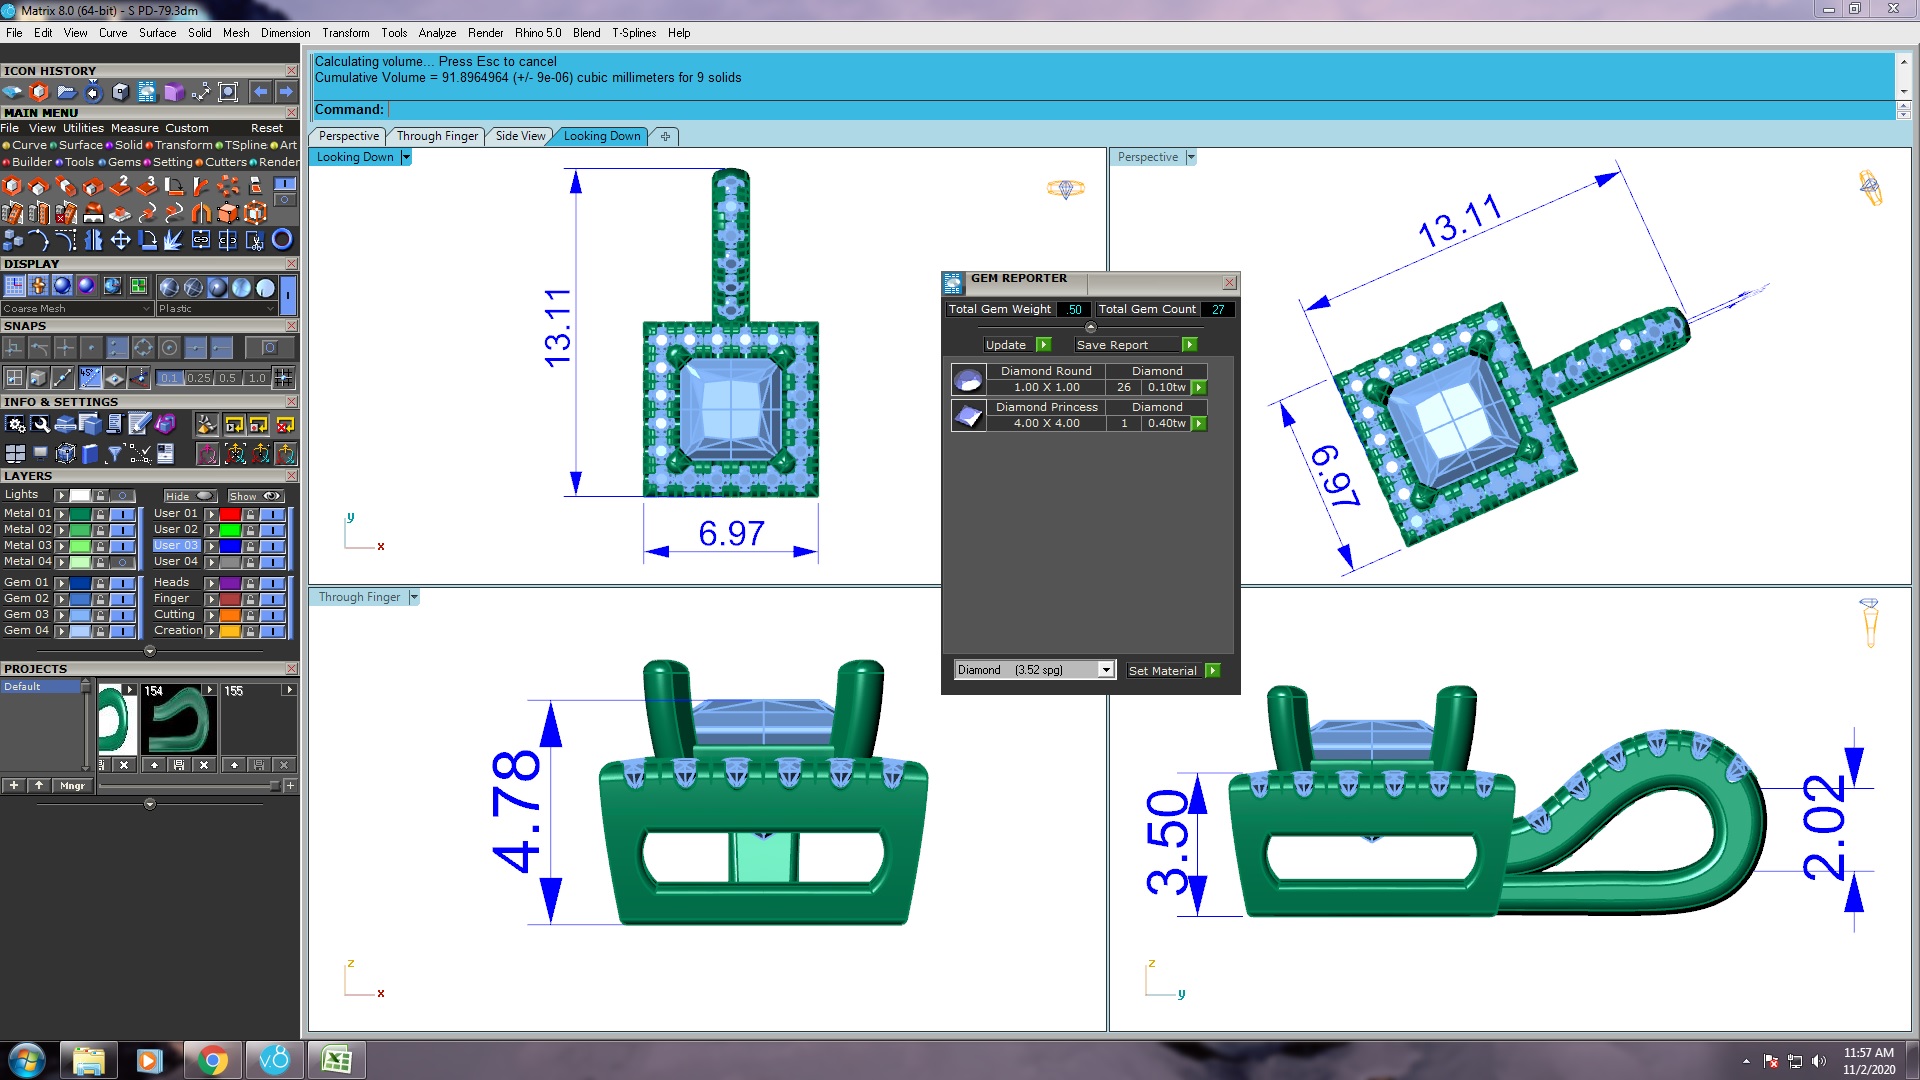 Matrix 8.0 (64-bit) - S PD-79.3dm
File Edit View Curve Surface Solid Mesh Dimension Transform Tools Analyze Render Rhino 5.0 Blend T-Splines Help
ICON HISTORY
MAIN MENU
File View Utilities Measure Custom Reset
Curve Surface Solid Transform TSpline Art
Builder Tools Gems Setting Cutters Render
DISPLAY
Coarse Mesh Plastic
SNAPS
45°
0.1 0.25 0.5 1.0
INFO & SETTINGS
LAYERS
Lights Hide Show
Metal 01 User 01
Metal 02 User 02
Metal 03 User 03
Metal 04 User 04
Gem 01 Heads
Gem 02 Finger
Gem 03 Cutting
Gem 04 Creation
PROJECTS
Default
154 155
Mngr
Calculating volume... Press Esc to cancel
Cumulative Volume = 91.8964964 (+/- 9e-06) cubic millimeters for 9 solids
Command:
Perspective Through Finger Side View Looking Down
Looking Down
13.11
6.97
y
x
Perspective
13.11
6.97
GEM REPORTER
Total Gem Weight .50 Total Gem Count 27
Update Save Report
Diamond Round Diamond
1.00 X 1.00 26 0.10tw
Diamond Princess Diamond
4.00 X 4.00 1 0.40tw
Diamond (3.52 spg) Set Material
Through Finger
4.78
z
x
3.50
2.02
z
y
v8
11:57 AM
11/2/2020